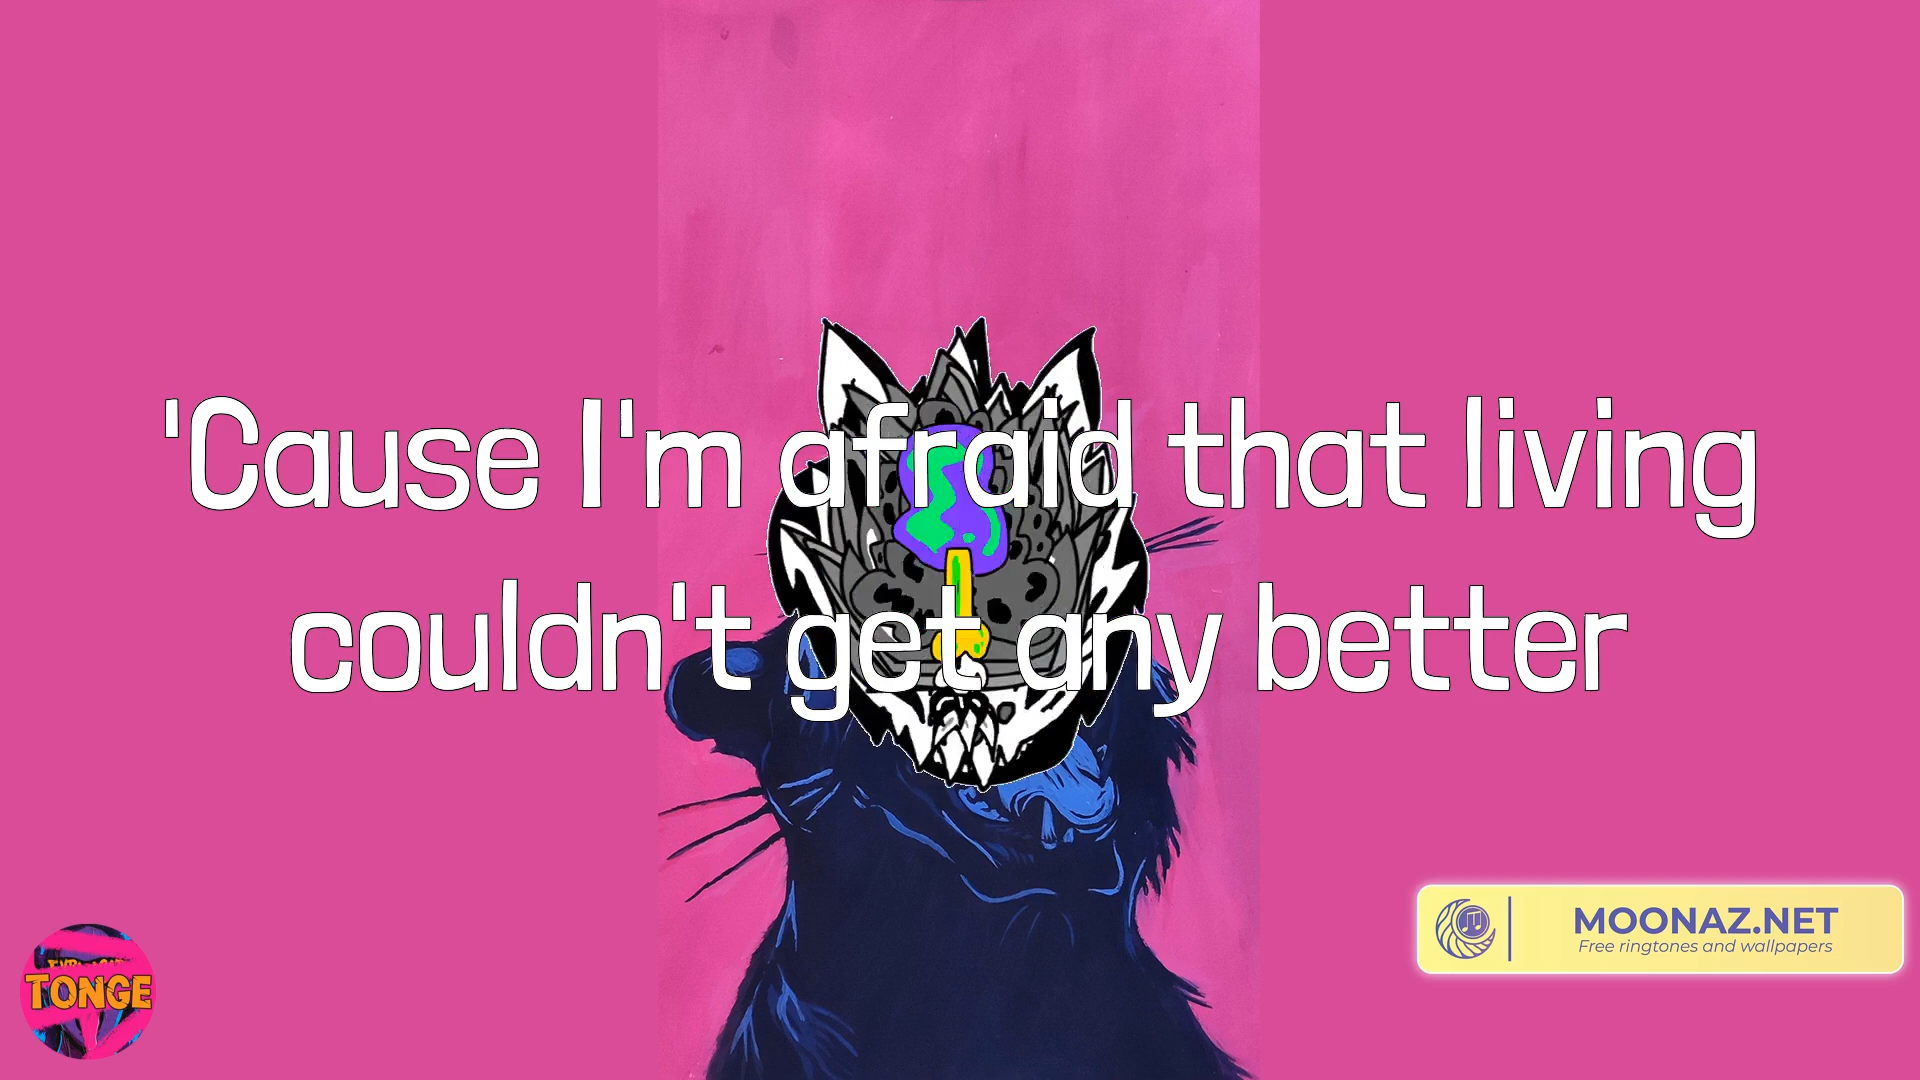 'Cause I'm afraid that living
couldn't get any better
MOONAZ.NET
Free ringtones and wallpapers
TONGE